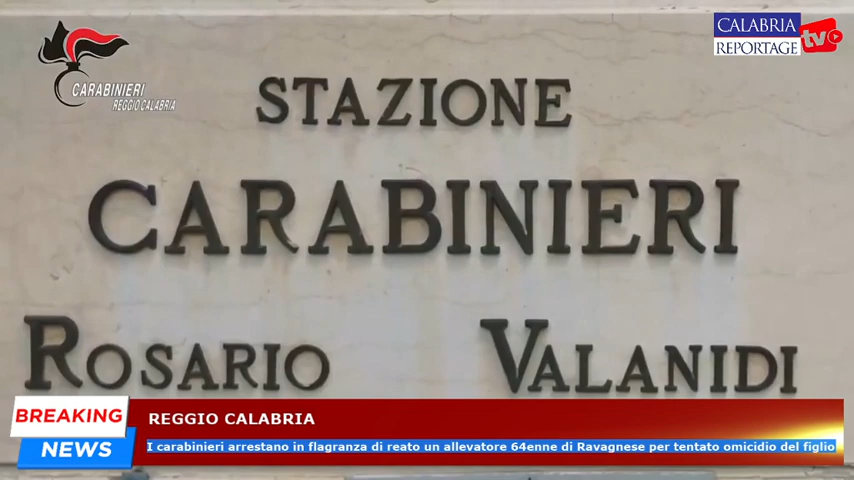 CARABINIERI
REGGIO CALABRIA
CALABRIA
REPORTAGE tv
STAZIONE
CARABINIERI
ROSARIO VALANIDI
BREAKING
NEWS
REGGIO CALABRIA
I carabinieri arrestano in flagranza di reato un allevatore 64enne di Ravagnese per tentato omicidio del figlio